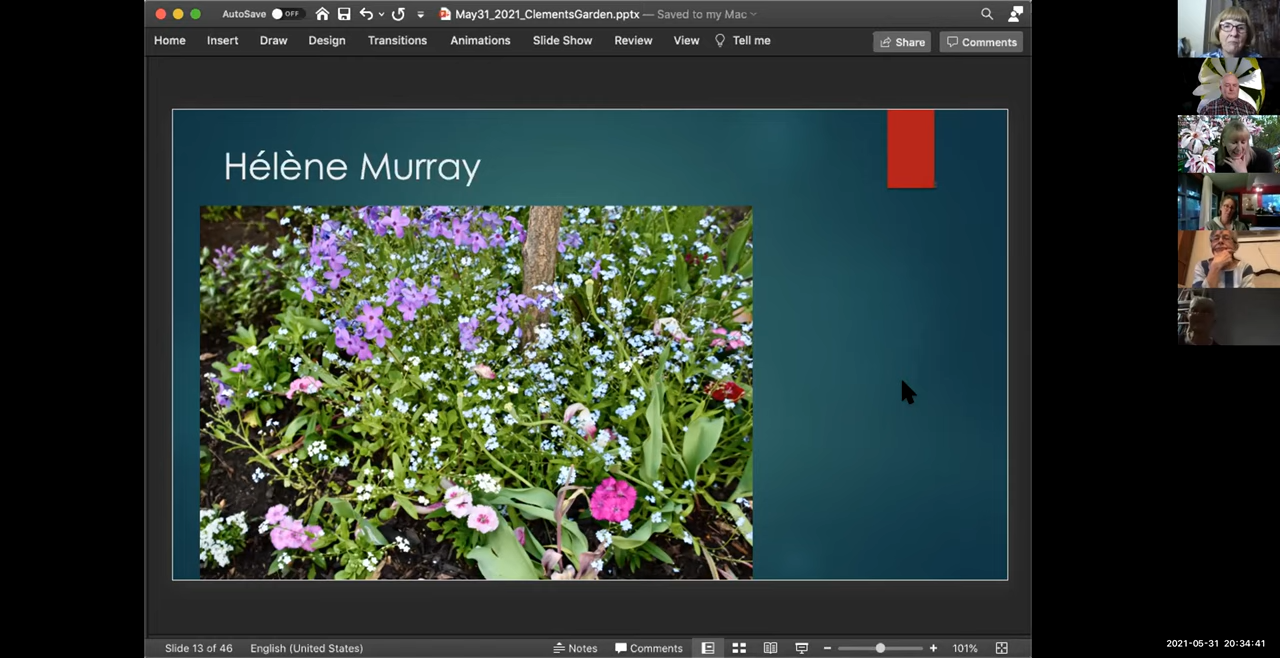 AutoSave OFF May31_2021_ClementsGarden.pptx — Saved to my Mac
Home Insert Draw Design Transitions Animations Slide Show Review View Tell me Share Comments
Hélène Murray
Slide 13 of 46 English (United States) Notes Comments 101%
2021-05-31 20:34:41